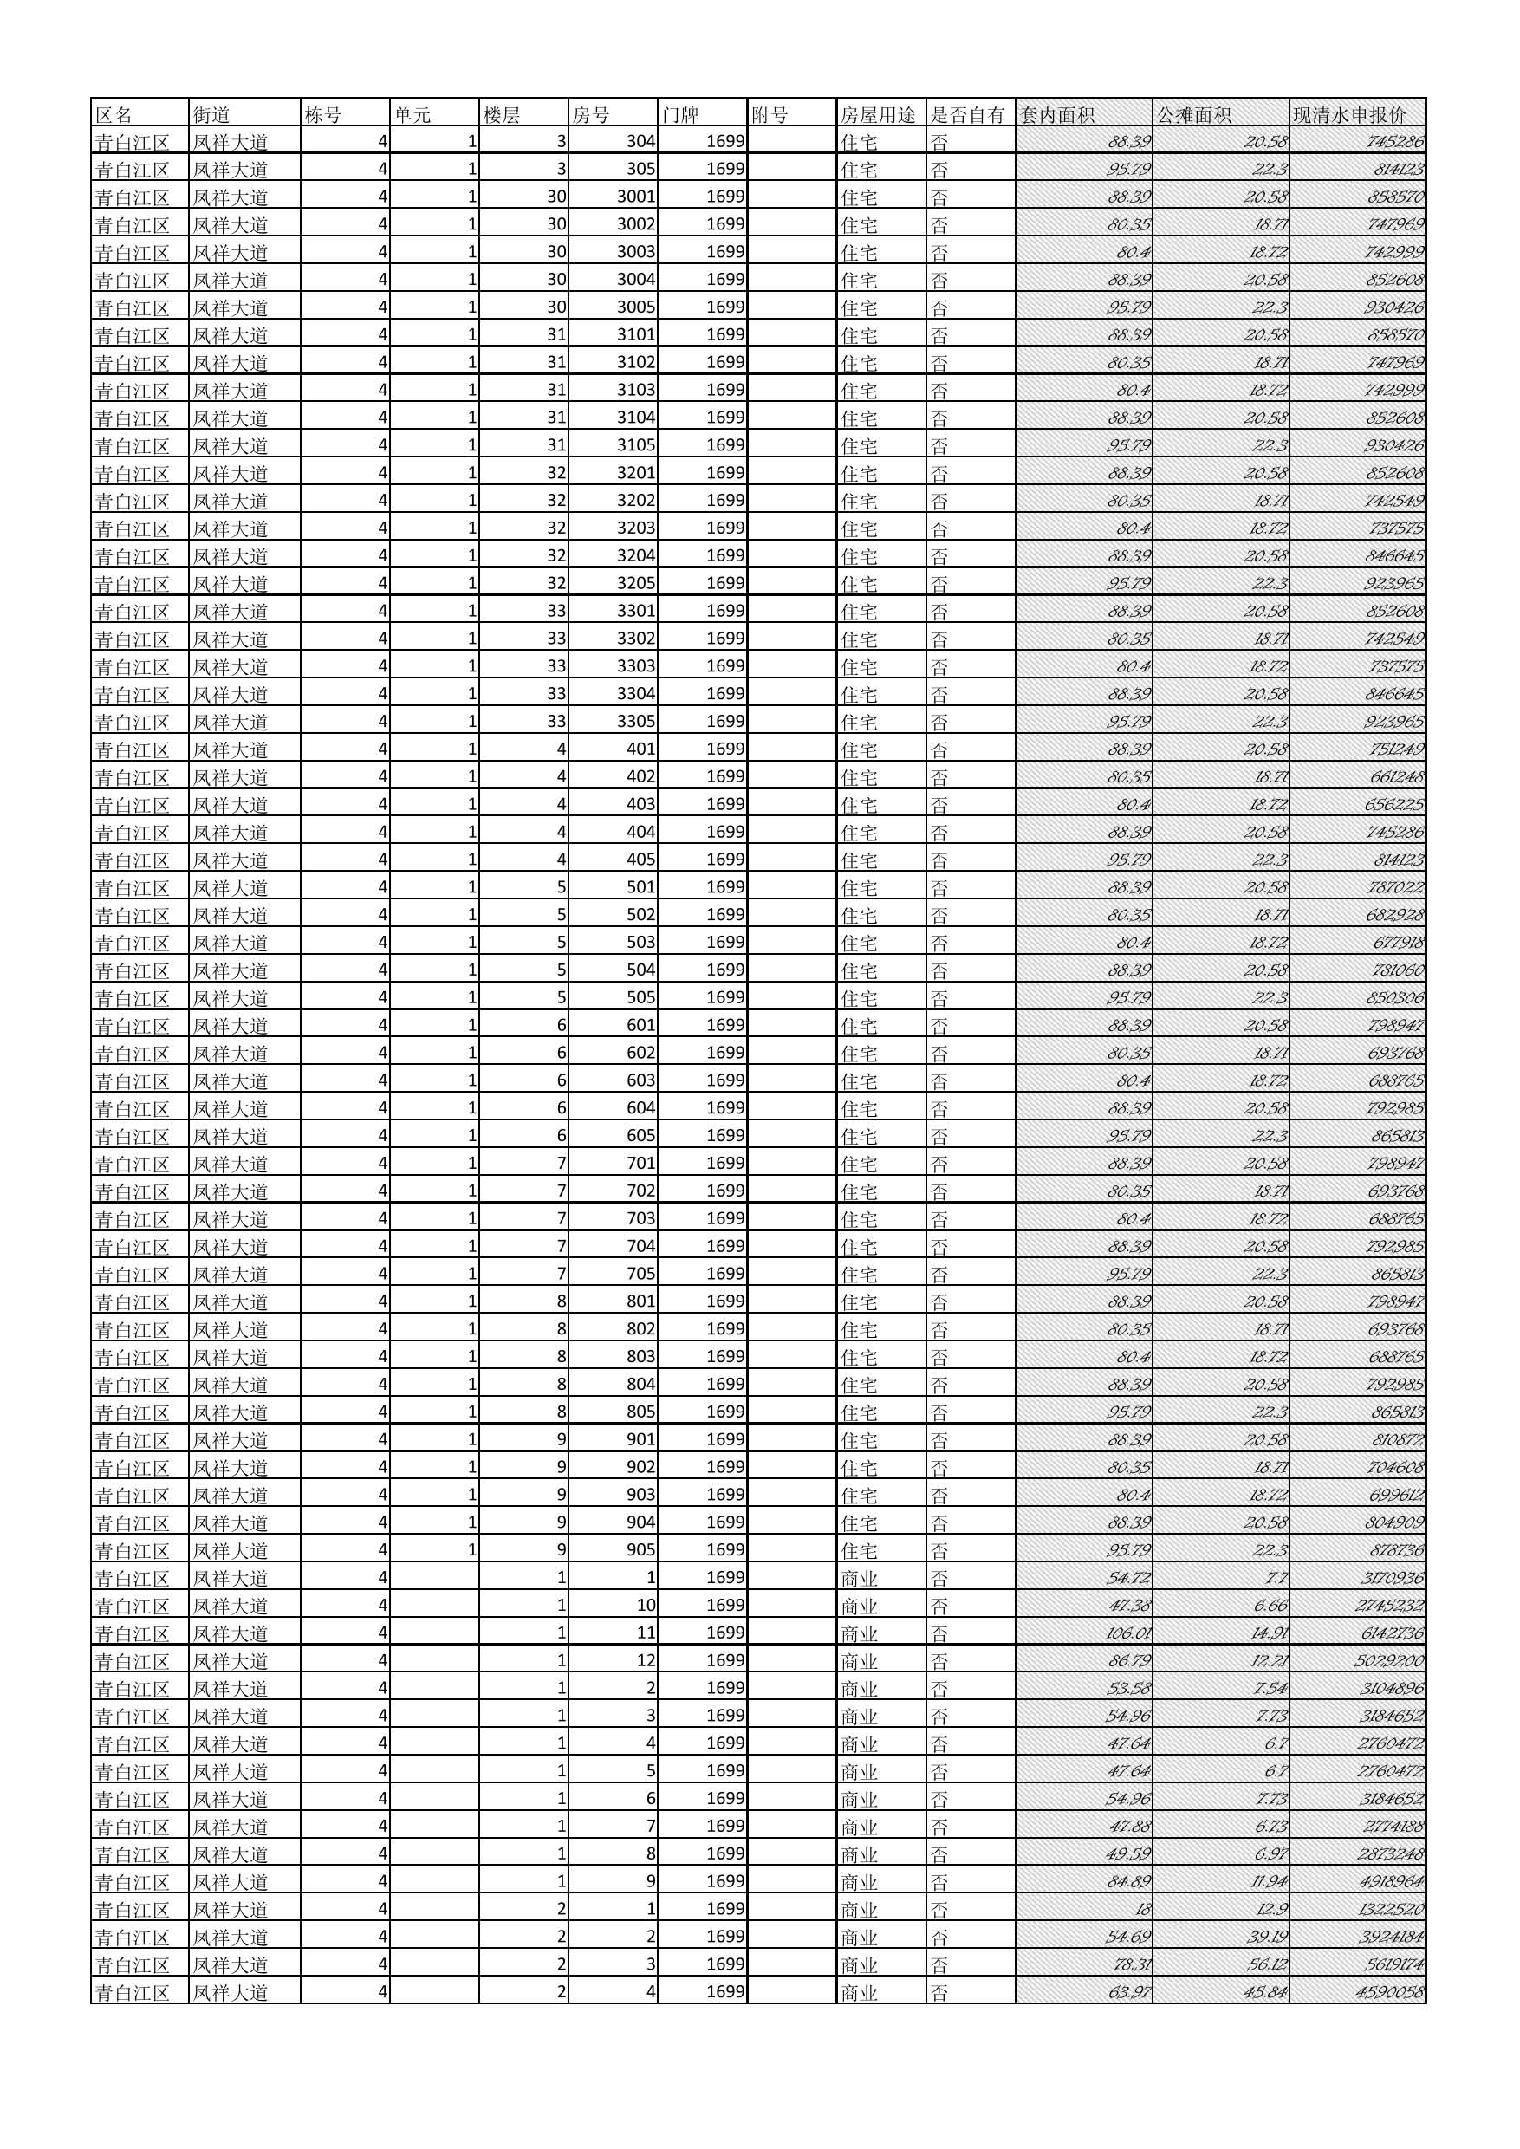 区名 街道 栋号 单元 楼层 房号 门牌 附号 房屋用途 是否自有 套内面积 公摊面积 现清水申报价
青白江区 凤祥大道 4 1 3 304 1699 住宅 否 88.39 20.58 745286
青白江区 凤祥大道 4 1 3 305 1699 住宅 否 95.79 22.3 814123
青白江区 凤祥大道 4 1 30 3001 1699 住宅 否 88.39 20.58 858570
青白江区 凤祥大道 4 1 30 3002 1699 住宅 否 80.35 18.71 747969
青白江区 凤祥大道 4 1 30 3003 1699 住宅 否 80.4 18.72 742999
青白江区 凤祥大道 4 1 30 3004 1699 住宅 否 88.39 20.58 852608
青白江区 凤祥大道 4 1 30 3005 1699 住宅 否 95.79 22.3 930426
青白江区 凤祥大道 4 1 31 3101 1699 住宅 否 88.39 20.58 858570
青白江区 凤祥大道 4 1 31 3102 1699 住宅 否 80.35 18.71 747969
青白江区 凤祥大道 4 1 31 3103 1699 住宅 否 80.4 18.72 742999
青白江区 凤祥大道 4 1 31 3104 1699 住宅 否 88.39 20.58 852608
青白江区 凤祥大道 4 1 31 3105 1699 住宅 否 95.79 22.3 930426
青白江区 凤祥大道 4 1 32 3201 1699 住宅 否 88.39 20.58 852608
青白江区 凤祥大道 4 1 32 3202 1699 住宅 否 80.35 18.71 742549
青白江区 凤祥大道 4 1 32 3203 1699 住宅 否 80.4 18.72 737575
青白江区 凤祥大道 4 1 32 3204 1699 住宅 否 88.39 20.58 846645
青白江区 凤祥大道 4 1 32 3205 1699 住宅 否 95.79 22.3 923965
青白江区 凤祥大道 4 1 33 3301 1699 住宅 否 88.39 20.58 852608
青白江区 凤祥大道 4 1 33 3302 1699 住宅 否 80.35 18.71 742549
青白江区 凤祥大道 4 1 33 3303 1699 住宅 否 80.4 18.72 737575
青白江区 凤祥大道 4 1 33 3304 1699 住宅 否 88.39 20.58 846645
青白江区 凤祥大道 4 1 33 3305 1699 住宅 否 95.79 22.3 923965
青白江区 凤祥大道 4 1 4 401 1699 住宅 否 88.39 20.58 751249
青白江区 凤祥大道 4 1 4 402 1699 住宅 否 80.35 18.71 661248
青白江区 凤祥大道 4 1 4 403 1699 住宅 否 80.4 18.72 656225
青白江区 凤祥大道 4 1 4 404 1699 住宅 否 88.39 20.58 745286
青白江区 凤祥大道 4 1 4 405 1699 住宅 否 95.79 22.3 814123
青白江区 凤祥大道 4 1 5 501 1699 住宅 否 88.39 20.58 787022
青白江区 凤祥大道 4 1 5 502 1699 住宅 否 80.35 18.71 682928
青白江区 凤祥大道 4 1 5 503 1699 住宅 否 80.4 18.72 677918
青白江区 凤祥大道 4 1 5 504 1699 住宅 否 88.39 20.58 781060
青白江区 凤祥大道 4 1 5 505 1699 住宅 否 95.79 22.3 850306
青白江区 凤祥大道 4 1 6 601 1699 住宅 否 88.39 20.58 798947
青白江区 凤祥大道 4 1 6 602 1699 住宅 否 80.35 18.71 693768
青白江区 凤祥大道 4 1 6 603 1699 住宅 否 80.4 18.72 688765
青白江区 凤祥大道 4 1 6 604 1699 住宅 否 88.39 20.58 792985
青白江区 凤祥大道 4 1 6 605 1699 住宅 否 95.79 22.3 865813
青白江区 凤祥大道 4 1 7 701 1699 住宅 否 88.39 20.58 798947
青白江区 凤祥大道 4 1 7 702 1699 住宅 否 80.35 18.71 693768
青白江区 凤祥大道 4 1 7 703 1699 住宅 否 80.4 18.72 688765
青白江区 凤祥大道 4 1 7 704 1699 住宅 否 88.39 20.58 792985
青白江区 凤祥大道 4 1 7 705 1699 住宅 否 95.79 22.3 865813
青白江区 凤祥大道 4 1 8 801 1699 住宅 否 88.39 20.58 798947
青白江区 凤祥大道 4 1 8 802 1699 住宅 否 80.35 18.71 693768
青白江区 凤祥大道 4 1 8 803 1699 住宅 否 80.4 18.72 688765
青白江区 凤祥大道 4 1 8 804 1699 住宅 否 88.39 20.58 792985
青白江区 凤祥大道 4 1 8 805 1699 住宅 否 95.79 22.3 865813
青白江区 凤祥大道 4 1 9 901 1699 住宅 否 88.39 20.58 810872
青白江区 凤祥大道 4 1 9 902 1699 住宅 否 80.35 18.71 704608
青白江区 凤祥大道 4 1 9 903 1699 住宅 否 80.4 18.72 699612
青白江区 凤祥大道 4 1 9 904 1699 住宅 否 88.39 20.58 804909
青白江区 凤祥大道 4 1 9 905 1699 住宅 否 95.79 22.3 878736
青白江区 凤祥大道 4 1 1 1699 商业 否 54.72 7.7 3170936
青白江区 凤祥大道 4 1 10 1699 商业 否 47.38 6.66 2745232
青白江区 凤祥大道 4 1 11 1699 商业 否 106.01 14.91 6142736
青白江区 凤祥大道 4 1 12 1699 商业 否 86.79 12.21 5029200
青白江区 凤祥大道 4 1 2 1699 商业 否 53.58 7.54 3104896
青白江区 凤祥大道 4 1 3 1699 商业 否 54.96 7.73 3184652
青白江区 凤祥大道 4 1 4 1699 商业 否 47.64 6.7 2760472
青白江区 凤祥大道 4 1 5 1699 商业 否 47.64 6.7 2760472
青白江区 凤祥大道 4 1 6 1699 商业 否 54.96 7.73 3184652
青白江区 凤祥大道 4 1 7 1699 商业 否 47.88 6.73 2774188
青白江区 凤祥大道 4 1 8 1699 商业 否 49.59 6.97 2873248
青白江区 凤祥大道 4 1 9 1699 商业 否 84.89 11.94 4918964
青白江区 凤祥大道 4 2 1 1699 商业 否 18 12.9 1322520
青白江区 凤祥大道 4 2 2 1699 商业 否 54.69 39.19 3924184
青白江区 凤祥大道 4 2 3 1699 商业 否 78.31 56.12 5619174
青白江区 凤祥大道 4 2 4 1699 商业 否 63.97 45.84 4590058